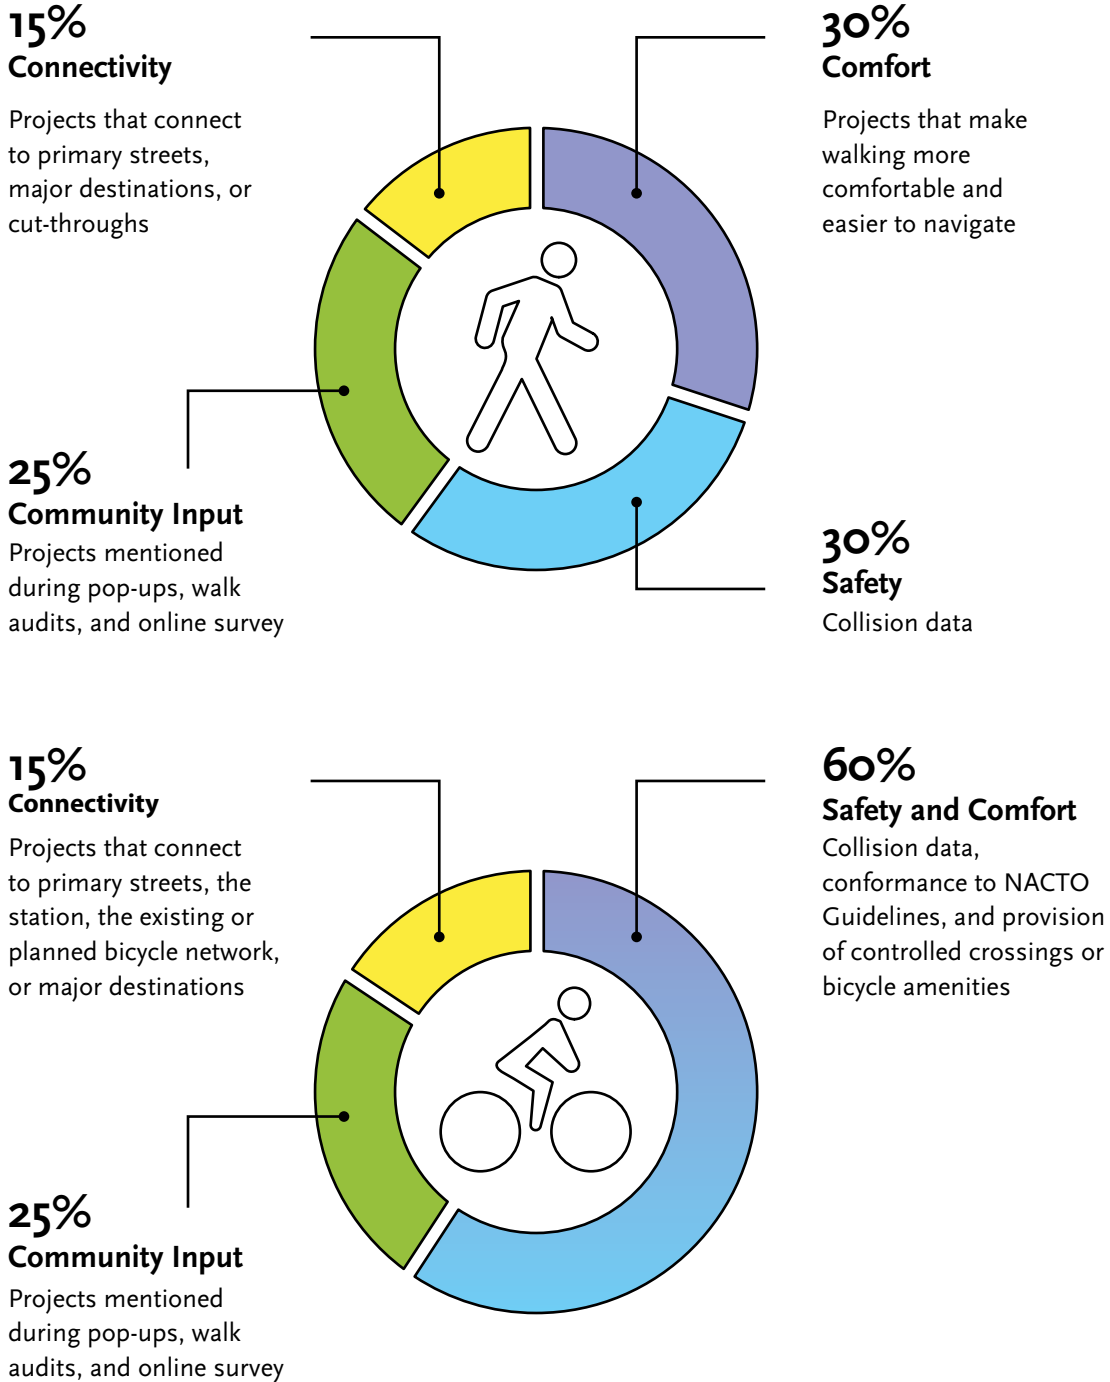 15%
Connectivity
Projects that connect
to primary streets,
major destinations, or
cut-throughs
30%
Comfort
Projects that make
walking more
comfortable and
easier to navigate
25%
Community Input
Projects mentioned
during pop-ups, walk
audits, and online survey
30%
Safety
Collision data
15%
Connectivity
Projects that connect
to primary streets, the
station, the existing or
planned bicycle network,
or major destinations
60%
Safety and Comfort
Collision data,
conformance to NACTO
Guidelines, and provision
of controlled crossings or
bicycle amenities
25%
Community Input
Projects mentioned
during pop-ups, walk
audits, and online survey